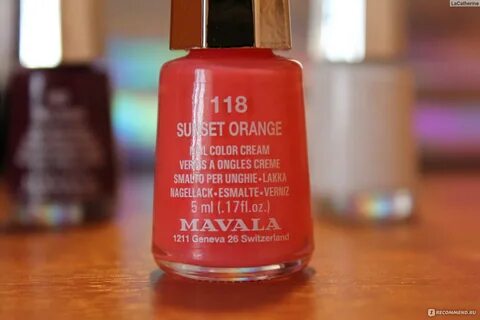 LaCatherine
118
SUNSET ORANGE
NAIL COLOR CREAM
VERNIS A ONGLES CREME
SMALTO PER UNGHIE • LAKKA
NAGELLACK • ESMALTE • VERNIZ
5 ml (.17fl.oz.)
MAVALA
1211 Geneva 26 Switzerland
RECOMMEND.RU